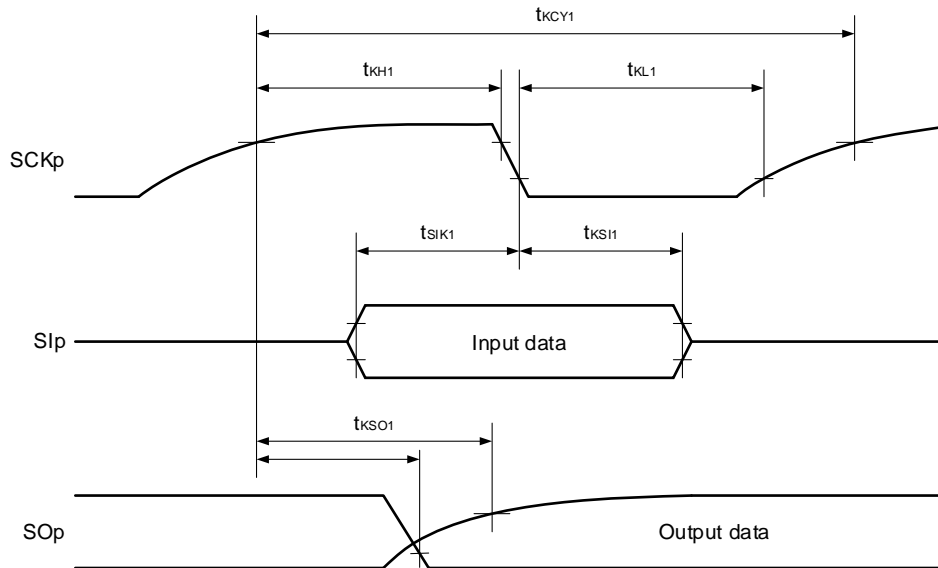 tKCY1
tKH1
tKL1
SCKp
tSIK1
tKSI1
SIp
Input data
tKSO1
SOp
Output data